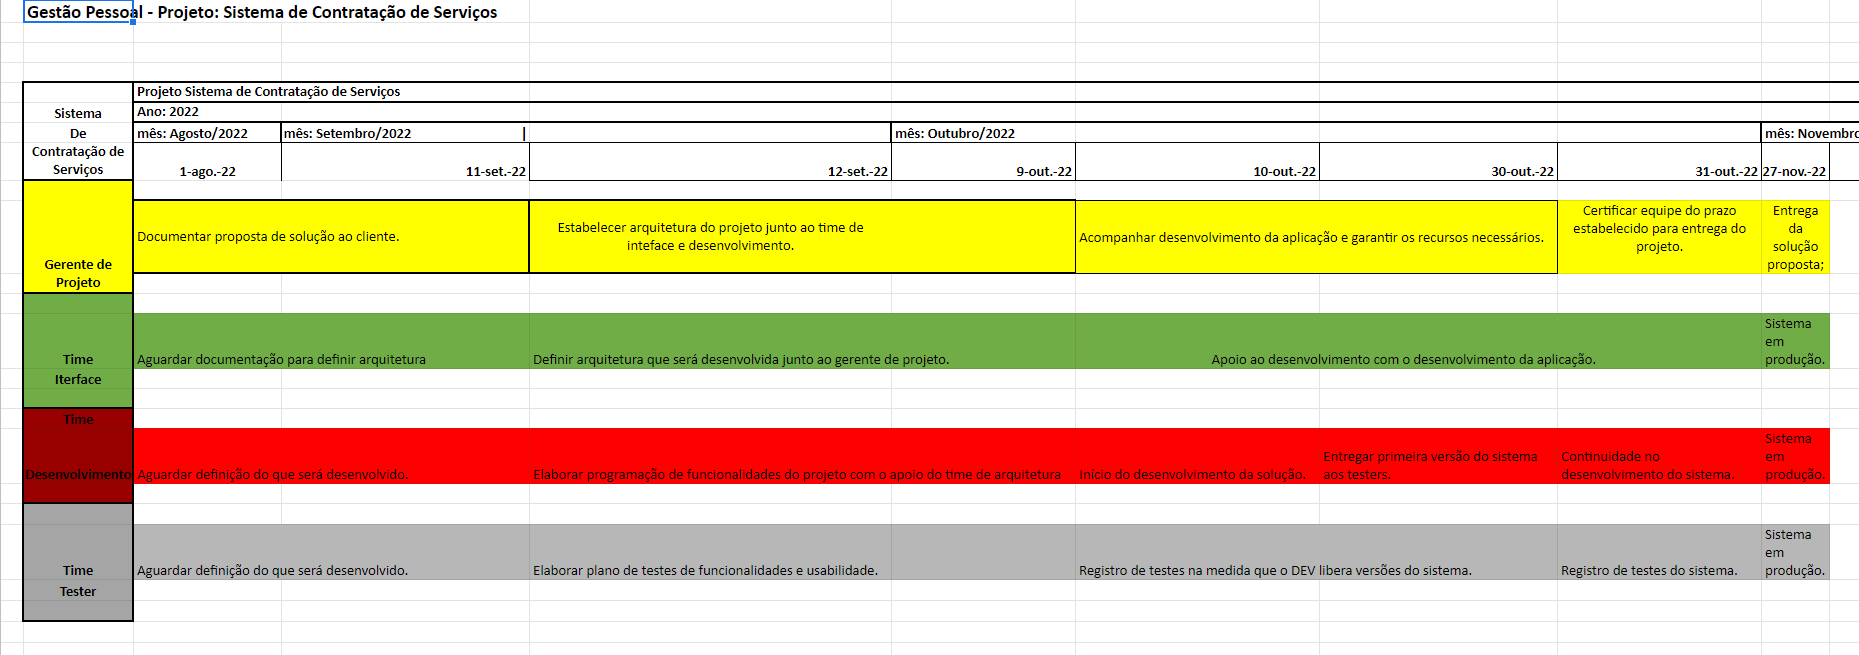 Gestão Pessoal - Projeto: Sistema de Contratação de Serviços
Sistema
De
Contratação de
Serviços
Projeto Sistema de Contratação de Serviços
Ano: 2022
mês: Agosto/2022
mês: Setembro/2022
mês: Outubro/2022
mês: Novembro
1-ago.-22
11-set.-22
12-set.-22
9-out.-22
10-out.-22
30-out.-22
31-out.-22
27-nov.-22
Gerente de
Projeto
Documentar proposta de solução ao cliente.
Estabelecer arquitetura do projeto junto ao time de
inteface e desenvolvimento.
Acompanhar desenvolvimento da aplicação e garantir os recursos necessários.
Certificar equipe do prazo
estabelecido para entrega do
projeto.
Entrega
da
solução
proposta;
Time
Iterface
Aguardar documentação para definir arquitetura
Definir arquitetura que será desenvolvida junto ao gerente de projeto.
Apoio ao desenvolvimento com o desenvolvimento da aplicação.
Sistema
em
produção.
Time
Desenvolvimento
Aguardar definição do que será desenvolvido.
Elaborar programação de funcionalidades do projeto com o apoio do time de arquitetura
Início do desenvolvimento da solução.
Entregar primeira versão do sistema
aos testers.
Continuidade no
desenvolvimento do sistema.
Sistema
em
produção.
Time
Tester
Aguardar definição do que será desenvolvido.
Elaborar plano de testes de funcionalidades e usabilidade.
Registro de testes na medida que o DEV libera versões do sistema.
Registro de testes do sistema.
Sistema
em
produção.